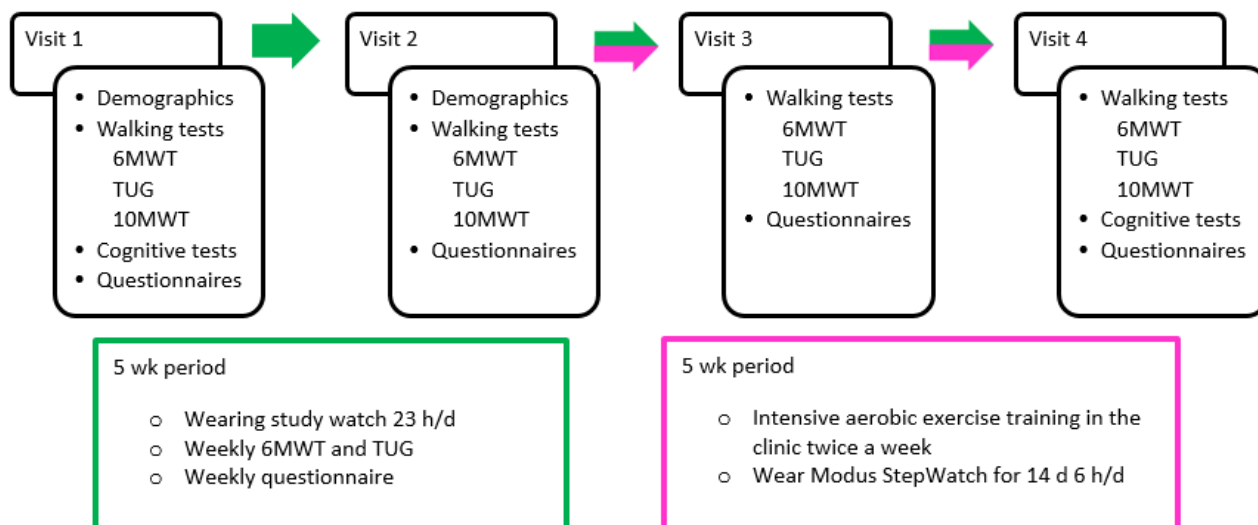 Visit 1
• Demographics
• Walking tests
6MWT
TUG
10MWT
• Cognitive tests
• Questionnaires
Visit 2
• Demographics
• Walking tests
6MWT
TUG
10MWT
• Questionnaires
Visit 3
• Walking tests
6MWT
TUG
10MWT
• Questionnaires
Visit 4
• Walking tests
6MWT
TUG
10MWT
• Cognitive tests
• Questionnaires
5 wk period
o Wearing study watch 23 h/d
o Weekly 6MWT and TUG
o Weekly questionnaire
5 wk period
o Intensive aerobic exercise training in the
clinic twice a week
o Wear Modus StepWatch for 14 d 6 h/d